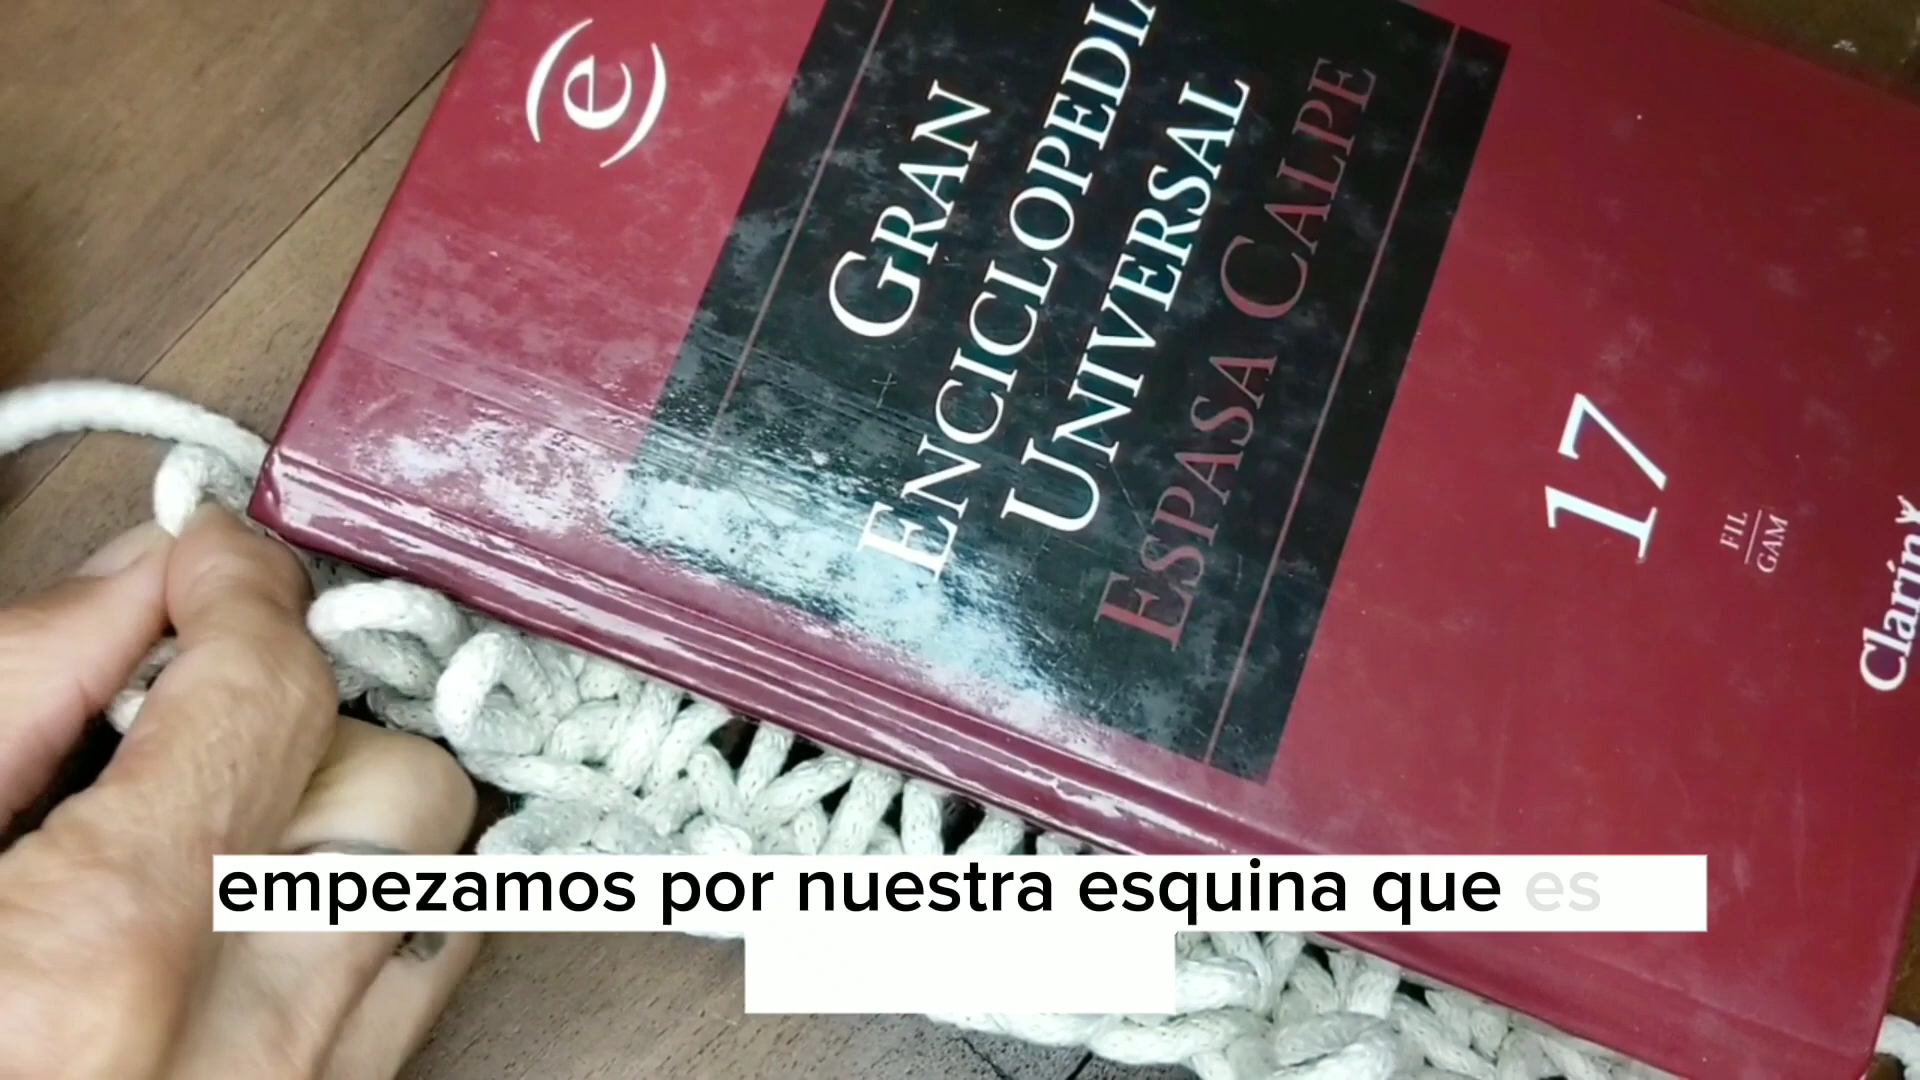 (e)
GRAN
ENCICLOPEDIA
UNIVERSAL
ESPASA CALPE
17
FIL
GAM
Clarín
empezamos por nuestra esquina que es